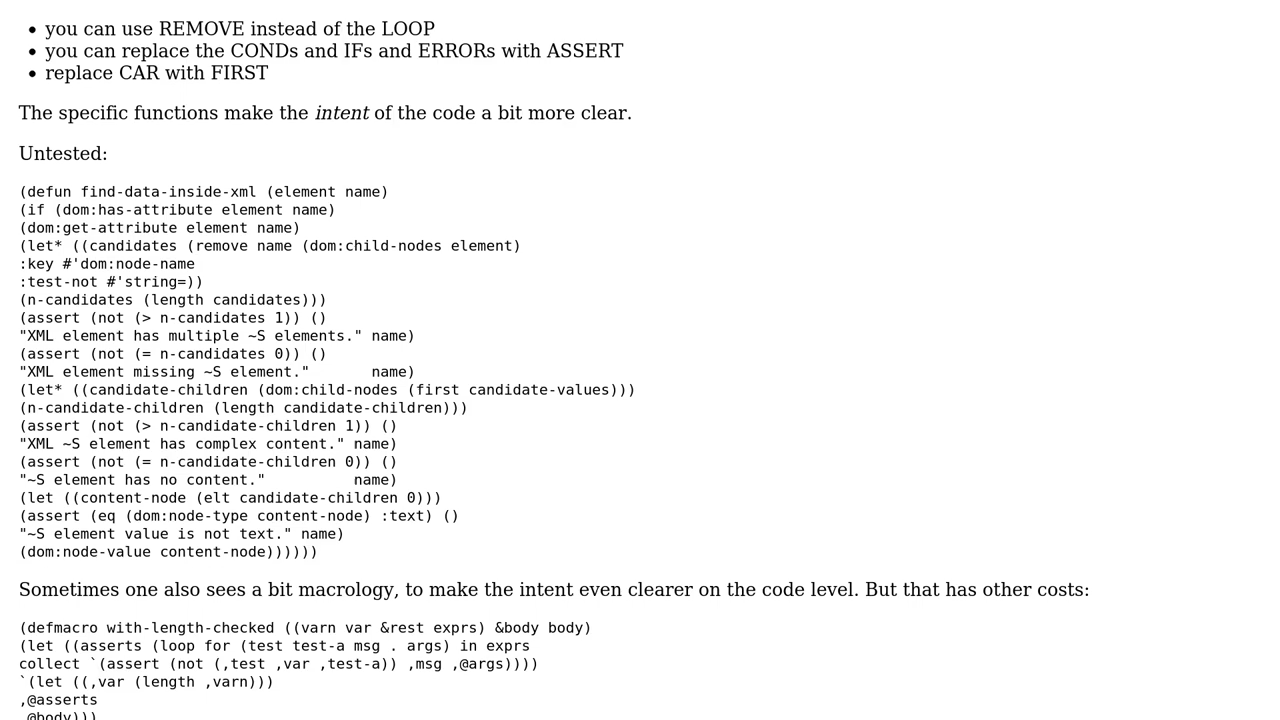 • you can use REMOVE instead of the LOOP
• you can replace the CONDs and IFs and ERRORs with ASSERT
• replace CAR with FIRST
The specific functions make the intent of the code a bit more clear.
Untested:
(defun find-data-inside-xml (element name)
(if (dom:has-attribute element name)
(dom:get-attribute element name)
(let* ((candidates (remove name (dom:child-nodes element)
:key #'dom:node-name
:test-not #'string=))
(n-candidates (length candidates)))
(assert (not (> n-candidates 1)) ()
"XML element has multiple ~S elements." name)
(assert (not (= n-candidates 0)) ()
"XML element missing ~S element."       name)
(let* ((candidate-children (dom:child-nodes (first candidate-values)))
(n-candidate-children (length candidate-children)))
(assert (not (> n-candidate-children 1)) ()
"XML ~S element has complex content." name)
(assert (not (= n-candidate-children 0)) ()
"~S element has no content."          name)
(let ((content-node (elt candidate-children 0)))
(assert (eq (dom:node-type content-node) :text) ()
"~S element value is not text." name)
(dom:node-value content-node))))))
Sometimes one also sees a bit macrology, to make the intent even clearer on the code level. But that has other costs:
(defmacro with-length-checked ((varn var &rest exprs) &body body)
(let ((asserts (loop for (test test-a msg . args) in exprs
collect `(assert (not (,test ,var ,test-a)) ,msg ,@args))))
`(let ((,var (length ,varn)))
,@asserts
,@body)))